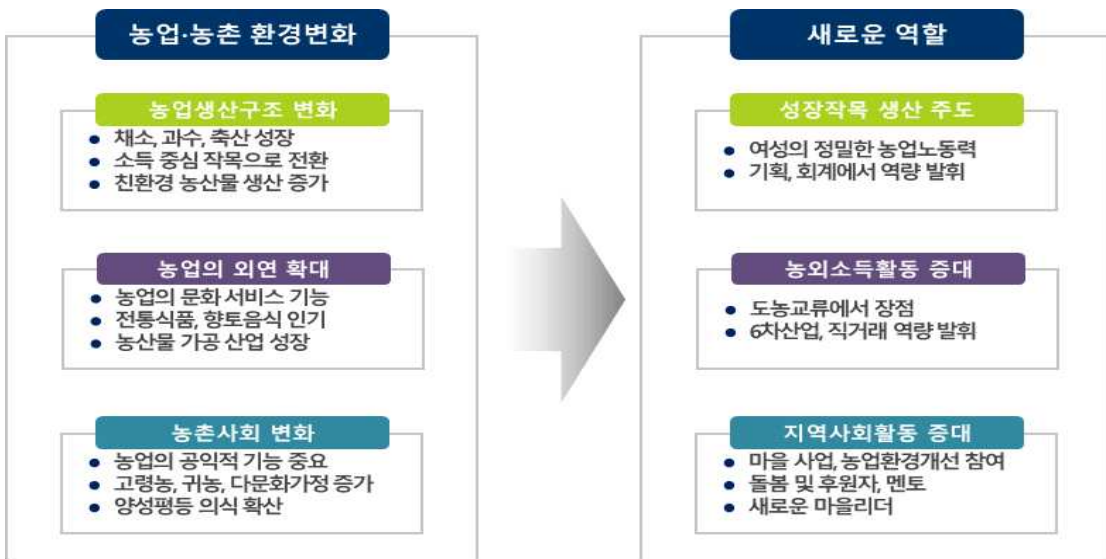 농업·농촌 환경변화
농업생산구조 변화
● 채소, 과수, 축산 성장
● 소득 중심 작목으로 전환
● 친환경 농산물 생산 증가
농업의 외연 확대
● 농업의 문화 서비스 기능
● 전통식품, 향토음식 인기
● 농산물 가공 산업 성장
농촌사회 변화
● 농업의 공익적 기능 중요
● 고령농, 귀농, 다문화가정 증가
● 양성평등 의식 확산
새로운 역할
성장작목 생산 주도
● 여성의 정밀한 농업노동력
● 기획, 회계에서 역량 발휘
농외소득활동 증대
● 도농교류에서 장점
● 6차산업, 직거래 역량 발휘
지역사회활동 증대
● 마을 사업, 농업환경개선 참여
● 돌봄 및 후원자, 멘토
● 새로운 마을리더